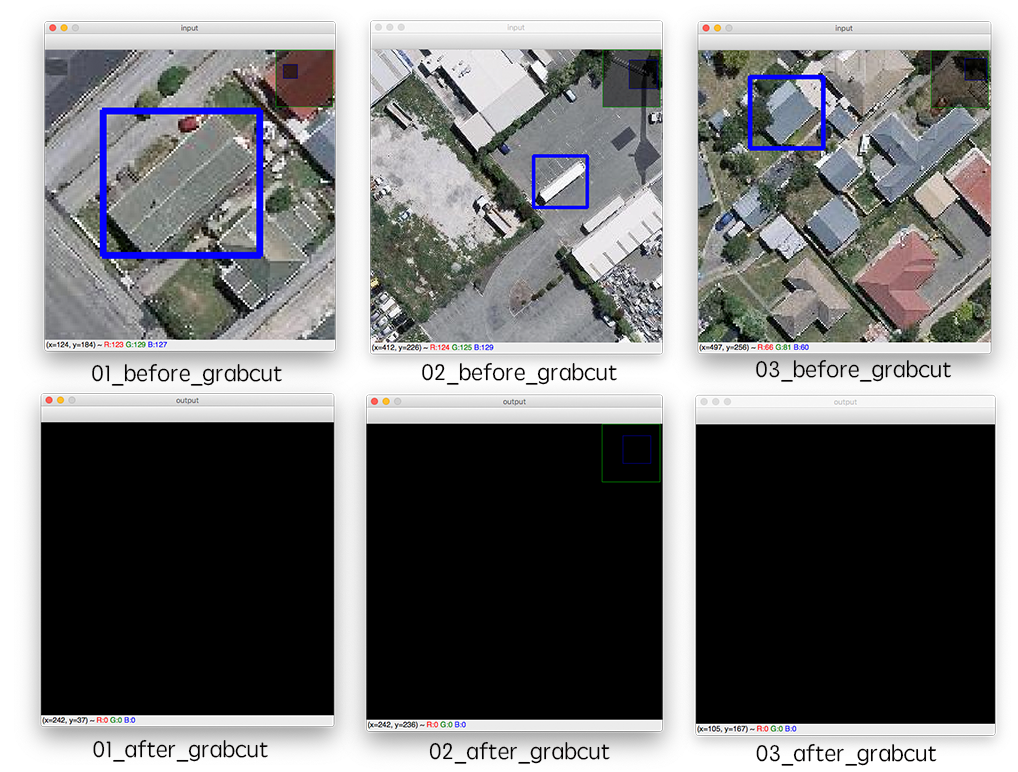 input
input
input
(x=124, y=184) ~ R:123 G:129 B:127
(x=412, y=226) ~ R:124 G:125 B:129
(x=497, y=256) ~ R:66 G:81 B:60
01_before_grabcut
02_before_grabcut
03_before_grabcut
output
output
output
(x=242, y=37) ~ R:0 G:0 B:0
(x=242, y=236) ~ R:0 G:0 B:0
(x=105, y=167) ~ R:0 G:0 B:0
01_after_grabcut
02_after_grabcut
03_after_grabcut